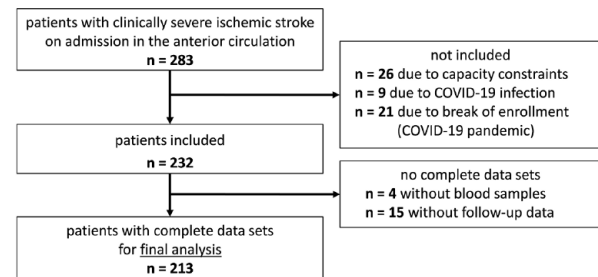 patients with clinically severe ischemic stroke
on admission in the anterior circulation
n = 283
not included
n = 26 due to capacity constraints
n = 9 due to COVID-19 infection
n = 21 due to break of enrollment
(COVID-19 pandemic)
patients included
n = 232
no complete data sets
n = 4 without blood samples
n = 15 without follow-up data
patients with complete data sets
for final analysis
n = 213